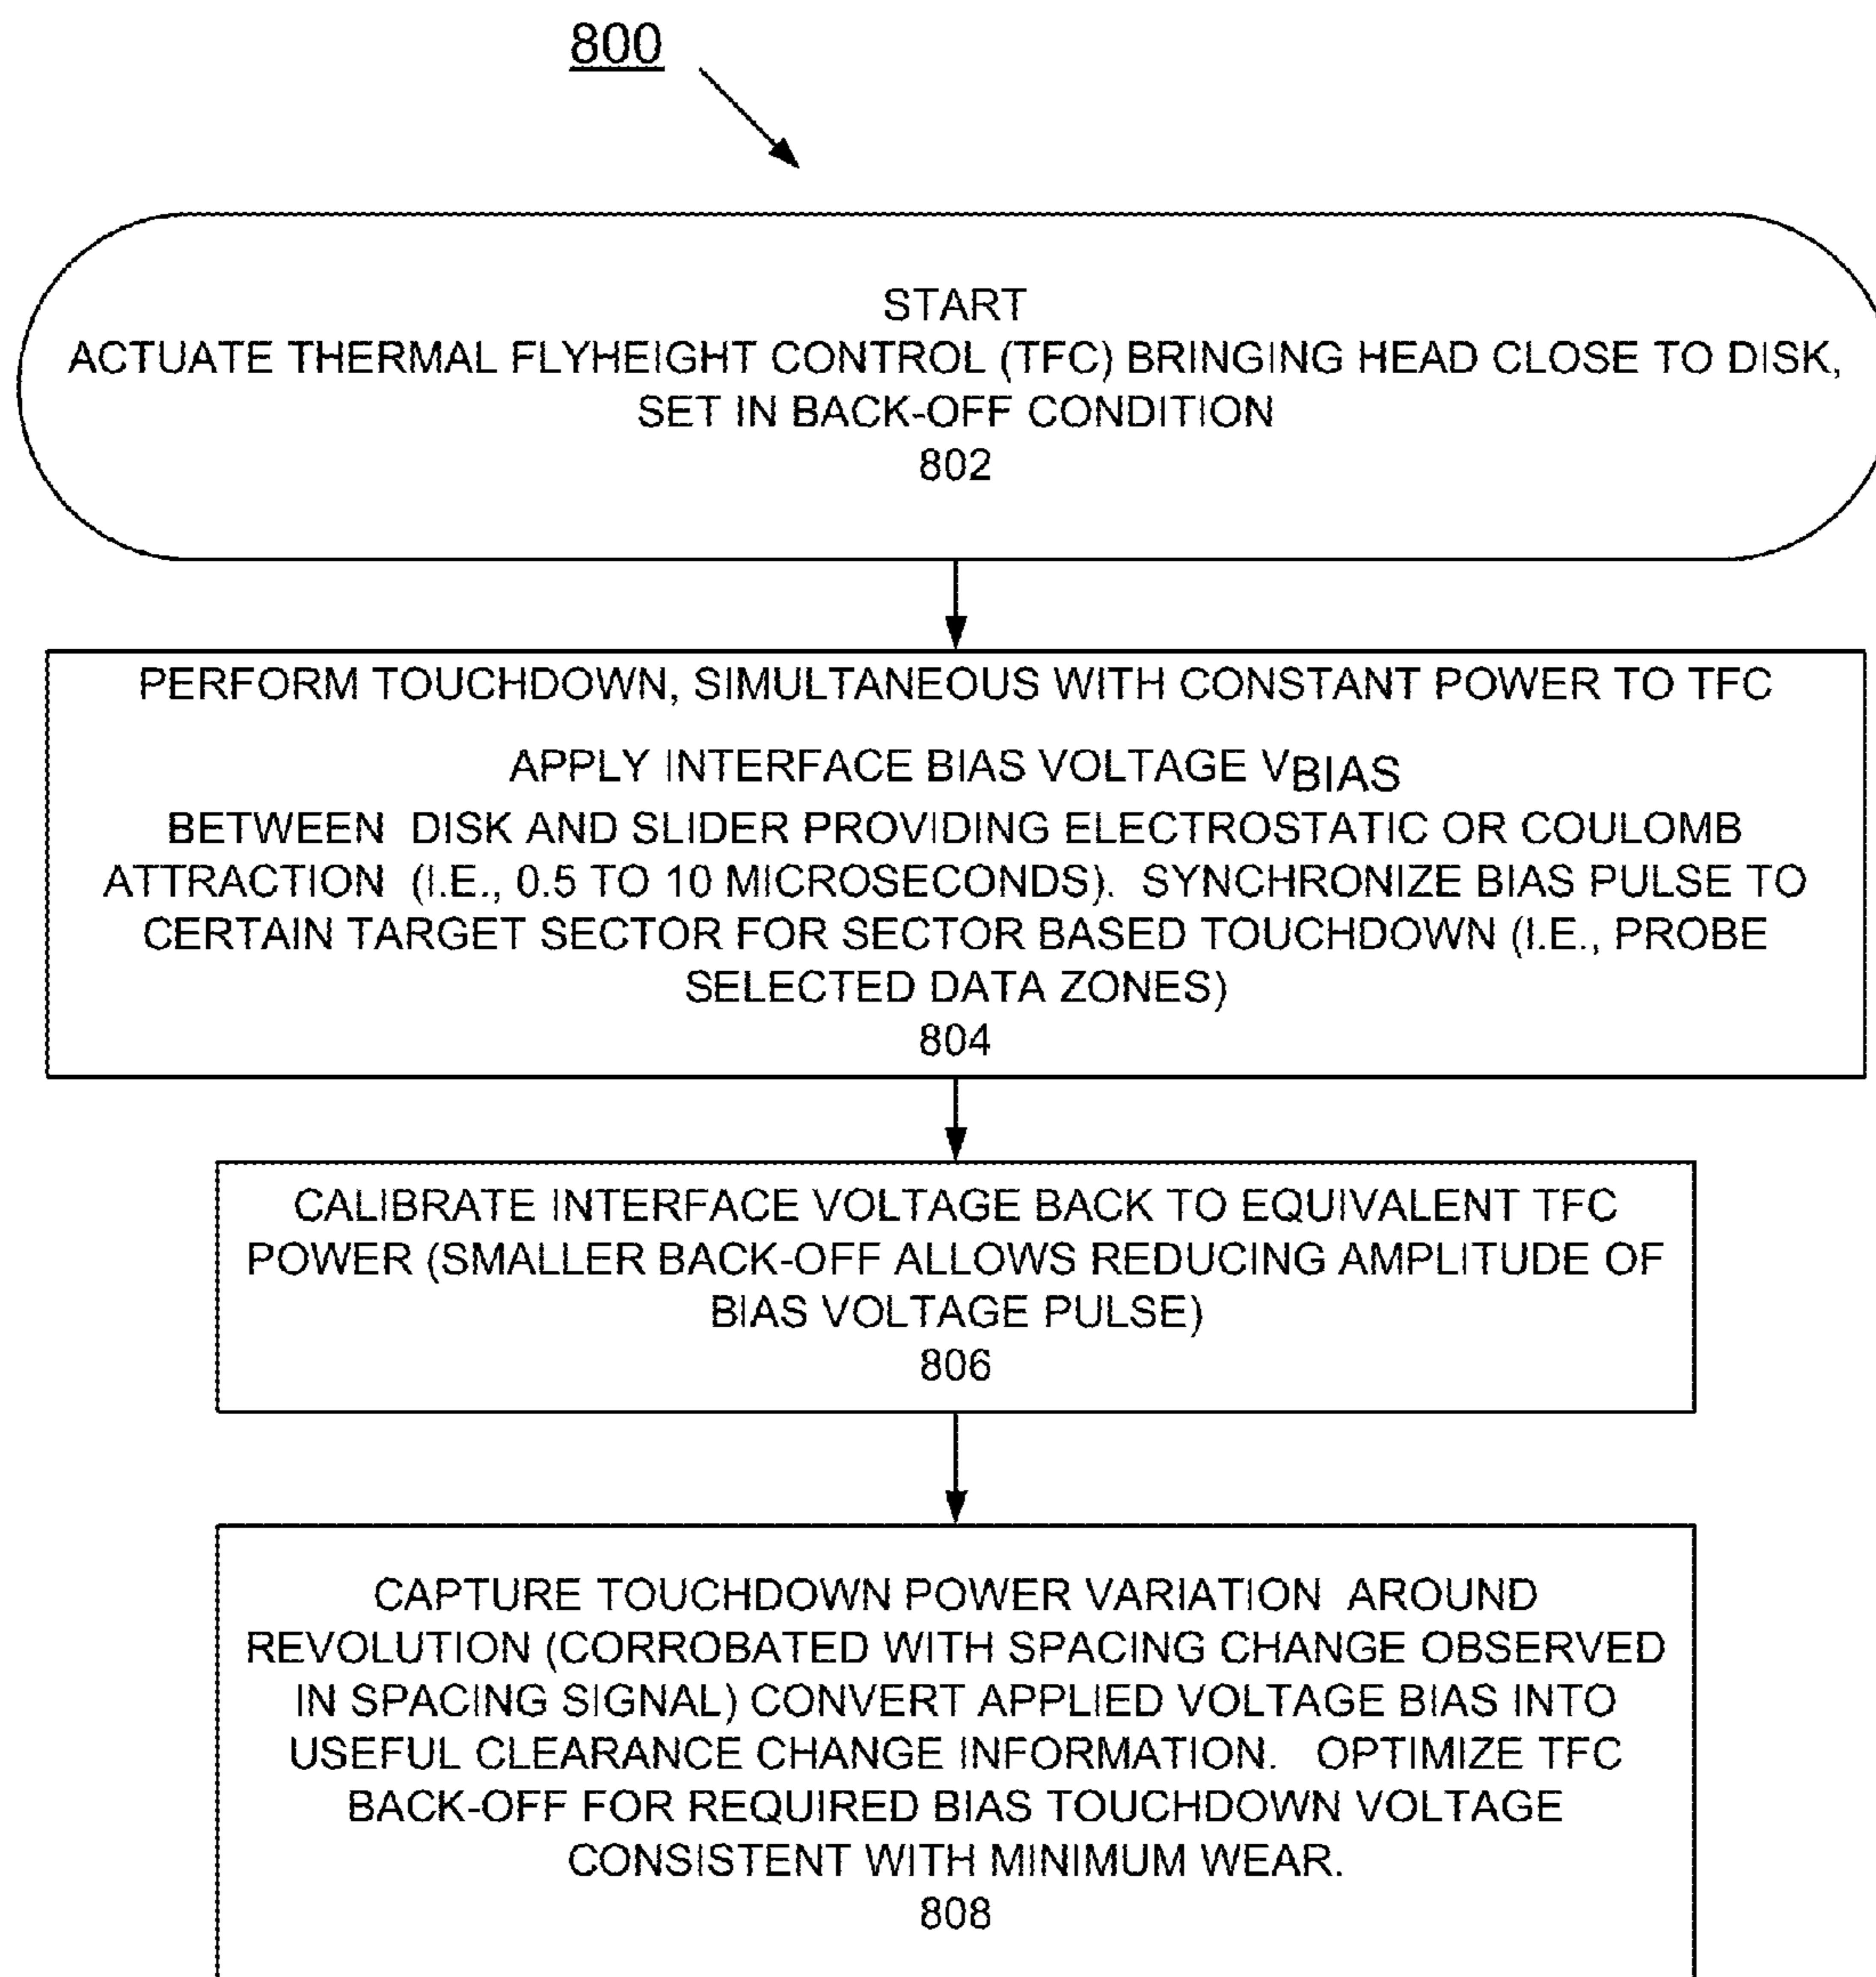 800
START
ACTUATE THERMAL FLYHEIGHT CONTROL (TFC) BRINGING HEAD CLOSE TO DISK,
SET IN BACK-OFF CONDITION
802
PERFORM TOUCHDOWN, SIMULTANEOUS WITH CONSTANT POWER TO TFC
APPLY INTERFACE BIAS VOLTAGE VBIAS
BETWEEN DISK AND SLIDER PROVIDING ELECTROSTATIC OR COULOMB
ATTRACTION (I.E., 0.5 TO 10 MICROSECONDS). SYNCHRONIZE BIAS PULSE TO
CERTAIN TARGET SECTOR FOR SECTOR BASED TOUCHDOWN (I.E., PROBE
SELECTED DATA ZONES)
804
CALIBRATE INTERFACE VOLTAGE BACK TO EQUIVALENT TFC
POWER (SMALLER BACK-OFF ALLOWS REDUCING AMPLITUDE OF
BIAS VOLTAGE PULSE)
806
CAPTURE TOUCHDOWN POWER VARIATION AROUND
REVOLUTION (CORROBATED WITH SPACING CHANGE OBSERVED
IN SPACING SIGNAL) CONVERT APPLIED VOLTAGE BIAS INTO
USEFUL CLEARANCE CHANGE INFORMATION. OPTIMIZE TFC
BACK-OFF FOR REQUIRED BIAS TOUCHDOWN VOLTAGE
CONSISTENT WITH MINIMUM WEAR.
808